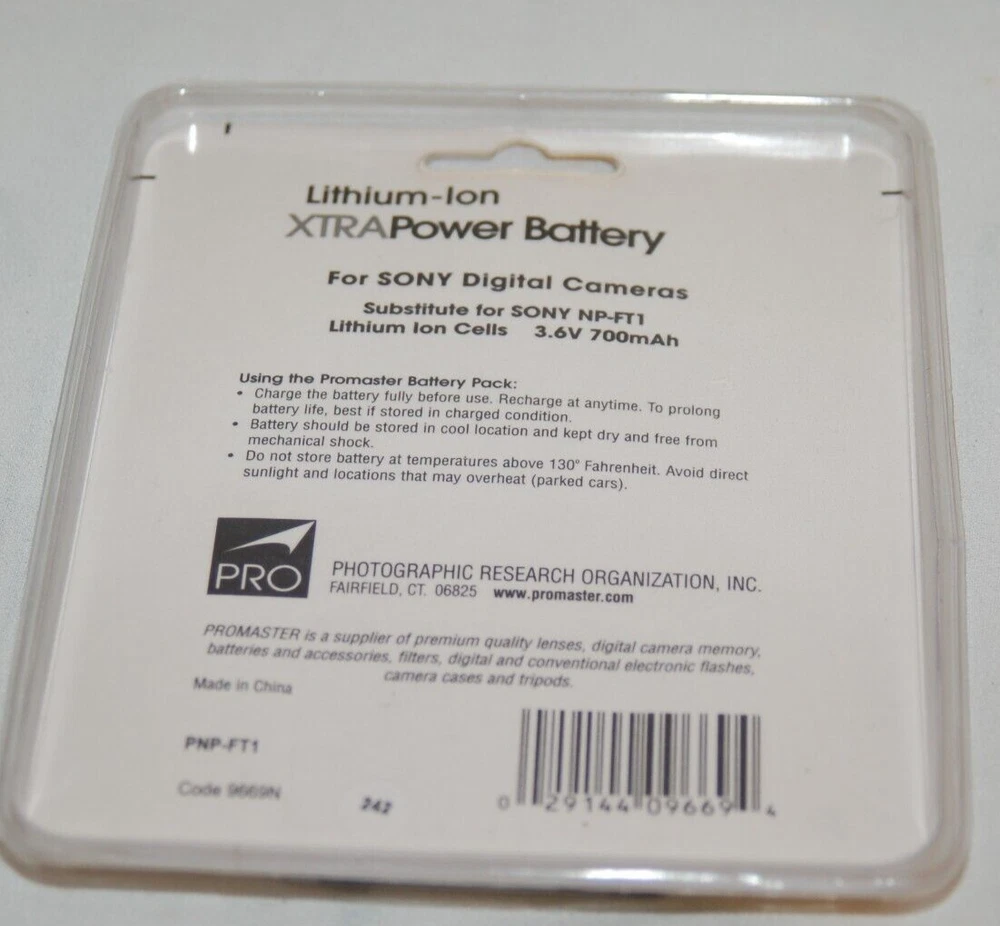 Lithium-Ion
XTRAPower Battery
For SONY Digital Cameras
Substitute for SONY NP-FT1
Lithium Ion Cells 3.6V 700mAh
Using the Promaster Battery Pack:
• Charge the battery fully before use. Recharge at anytime. To prolong
battery life, best if stored in charged condition.
• Battery should be stored in cool location and kept dry and free from
mechanical shock.
• Do not store battery at temperatures above 130° Fahrenheit. Avoid direct
sunlight and locations that may overheat (parked cars).
PRO
PHOTOGRAPHIC RESEARCH ORGANIZATION, INC.
FAIRFIELD, CT. 06825 www.promaster.com
PROMASTER is a supplier of premium quality lenses, digital camera memory,
batteries and accessories, filters, digital and conventional electronic flashes,
camera cases and tripods.
Made in China
PNP-FT1
Code 9669N
242
0 29144 09669 4